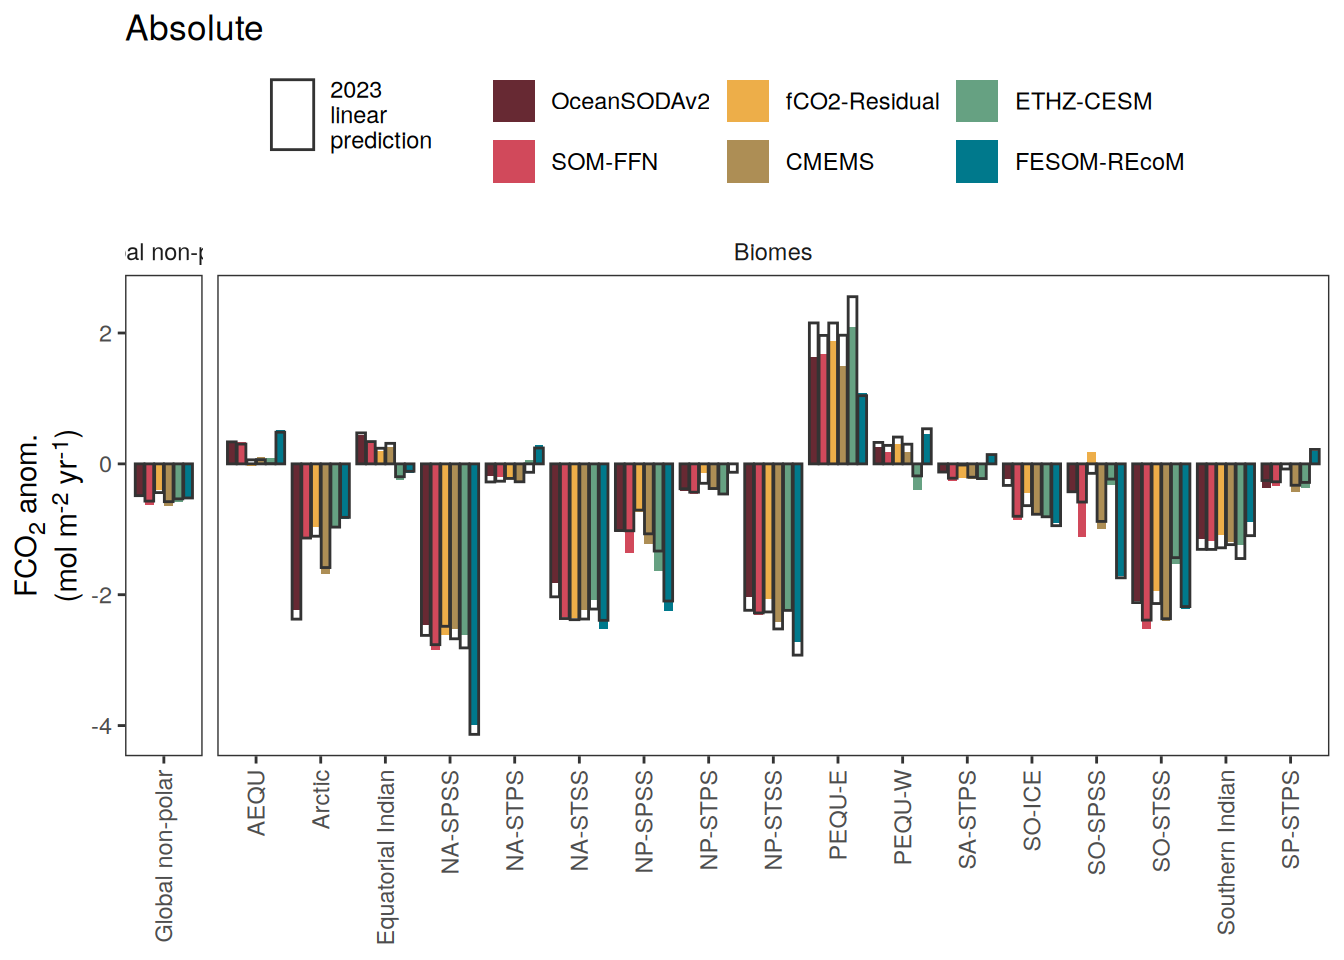 Absolute
2023
linear
prediction
OceanSODAv2
fCO2-Residual
ETHZ-CESM
SOM-FFN
CMEMS
FESOM-REcoM
al non-p
Biomes
FCO₂ anom.
(mol m⁻² yr⁻¹)
2
0
-2
-4
Global non-polar
AEQU
Arctic
Equatorial Indian
NA-SPSS
NA-STPS
NA-STSS
NP-SPSS
NP-STPS
NP-STSS
PEQU-E
PEQU-W
SA-STPS
SO-ICE
SO-SPSS
SO-STSS
Southern Indian
SP-STPS